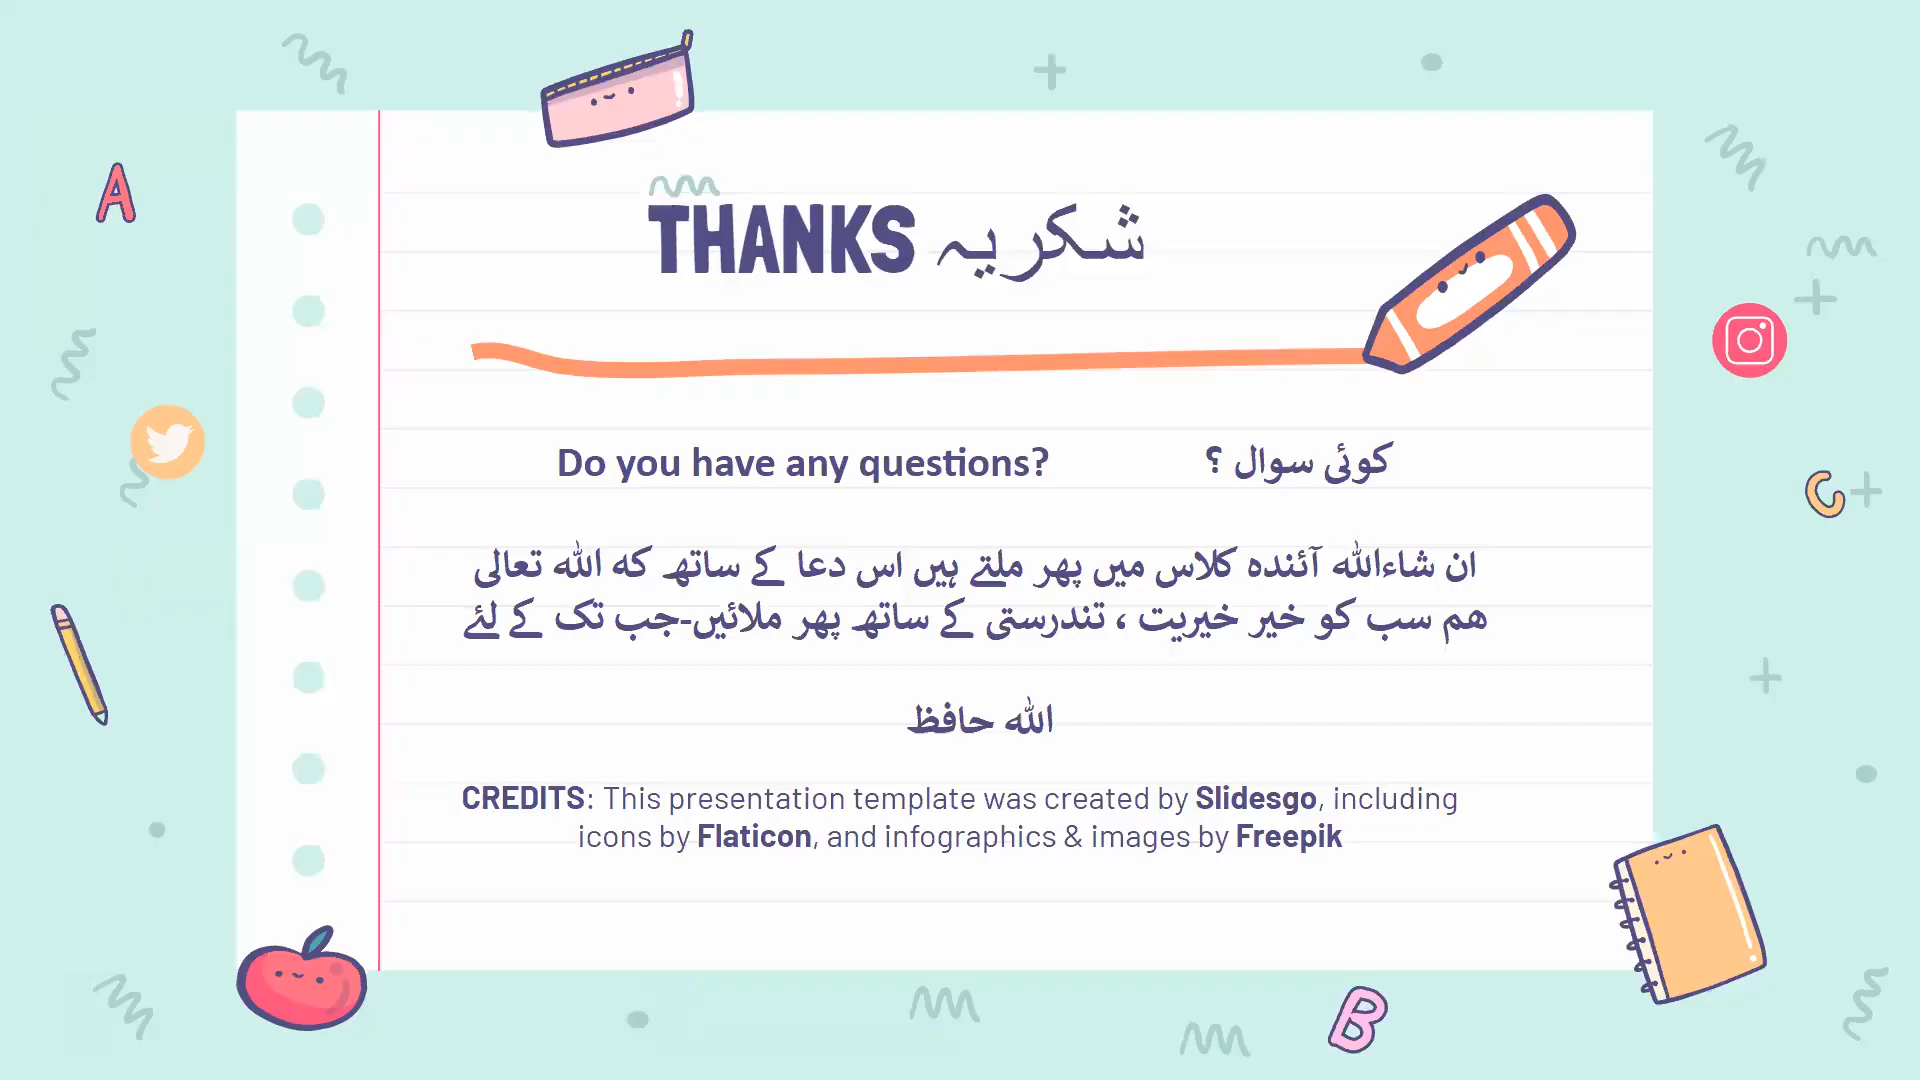 THANKS شکریہ
Do you have any questions? کوئی سوال ؟
ان شاءاللہ آئندہ کلاس میں پھر ملتے ہیں اس دعا کے ساتھ کہ اللہ تعالی
ھم سب کو خیر خیریت ، تندرستی کے ساتھ پھر ملائیں-جب تک کے لئے
اللہ حافظ
CREDITS: This presentation template was created by Slidesgo, including
icons by Flaticon, and infographics & images by Freepik
A
C
B